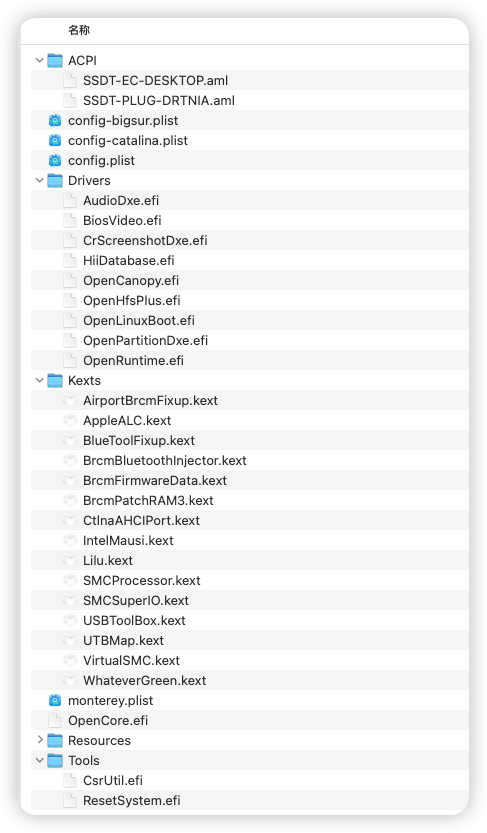 名称
ACPI
SSDT-EC-DESKTOP.aml
SSDT-PLUG-DRTNIA.aml
config-bigsur.plist
config-catalina.plist
config.plist
Drivers
AudioDxe.efi
BiosVideo.efi
CrScreenshotDxe.efi
HiiDatabase.efi
OpenCanopy.efi
OpenHfsPlus.efi
OpenLinuxBoot.efi
OpenPartitionDxe.efi
OpenRuntime.efi
Kexts
AirportBrcmFixup.kext
AppleALC.kext
BlueToolFixup.kext
BrcmBluetoothInjector.kext
BrcmFirmwareData.kext
BrcmPatchRAM3.kext
CtlnaAHCIPort.kext
IntelMausi.kext
Lilu.kext
SMCProcessor.kext
SMCSuperIO.kext
USBToolBox.kext
UTBMap.kext
VirtualSMC.kext
WhateverGreen.kext
monterey.plist
OpenCore.efi
Resources
Tools
CsrUtil.efi
ResetSystem.efi